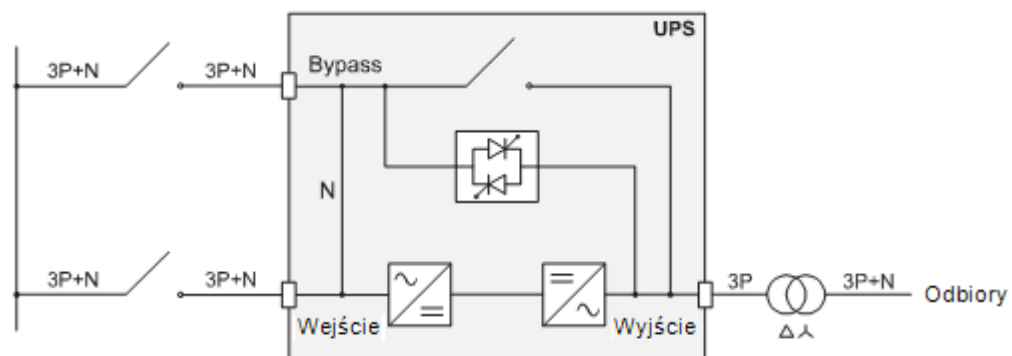 UPS
3P+N
3P+N
Bypass
N
3P+N
3P+N
Wejście
Wyjście
3P
3P+N
Odbiory